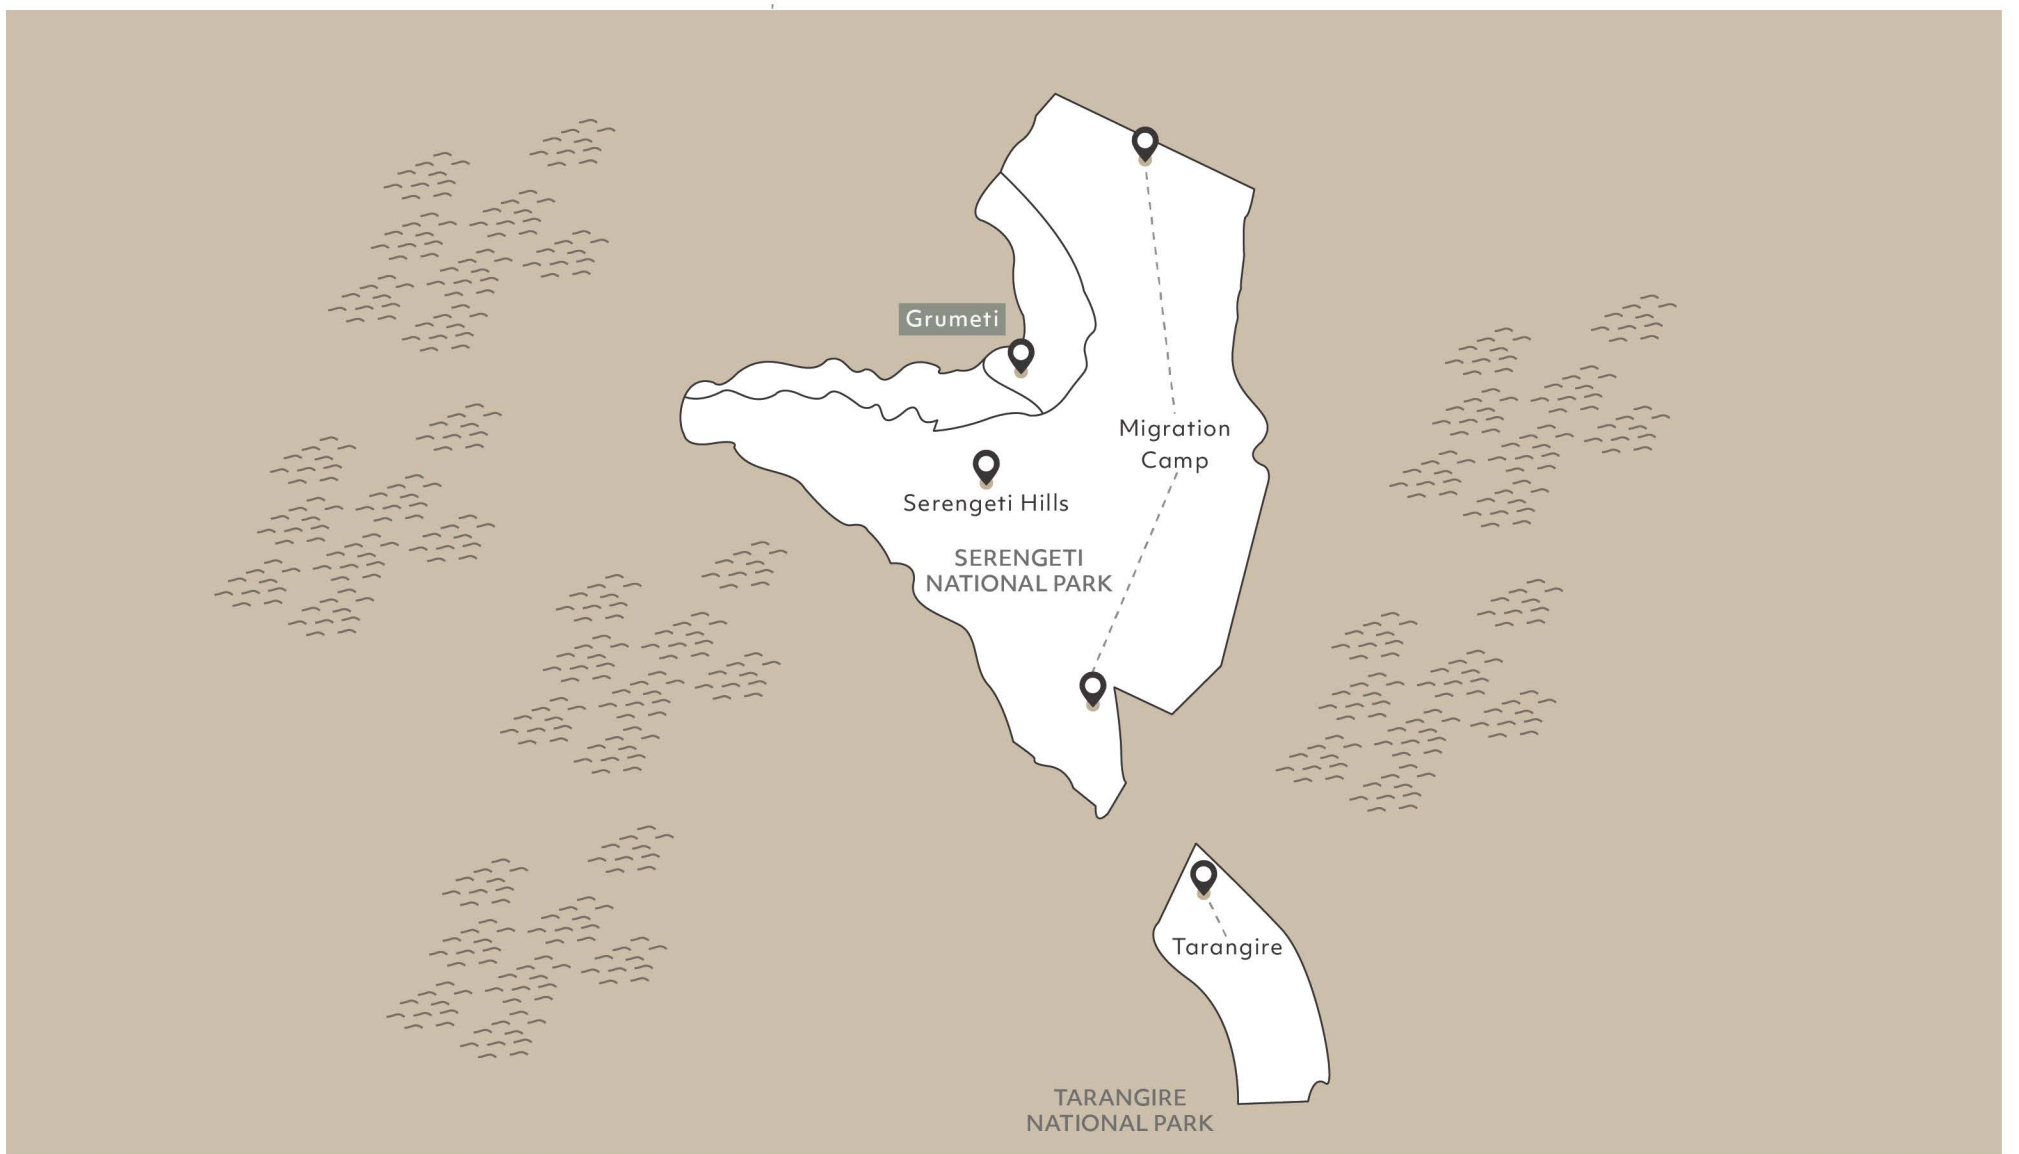 Grumeti
Migration
Camp
Serengeti Hills
SERENGETI
NATIONAL PARK
Tarangire
TARANGIRE
NATIONAL PARK